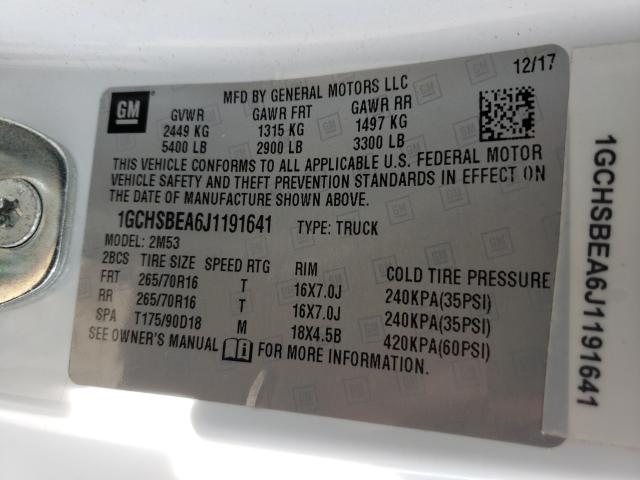 12/17
MFD BY GENERAL MOTORS LLC
GM
GVWR GAWR FRT GAWR RR
2449 KG 1315 KG 1497 KG
5400 LB 2900 LB 3300 LB
THIS VEHICLE CONFORMS TO ALL APPLICABLE U.S. FEDERAL MOTOR
VEHICLE SAFETY AND THEFT PREVENTION STANDARDS IN EFFECT ON
THE DATE OF MANUFACTURE SHOWN ABOVE.
1GCHSBEA6J1191641 TYPE: TRUCK
MODEL: 2M53
2BCS TIRE SIZE SPEED RTG RIM COLD TIRE PRESSURE
FRT 265/70R16 T 16X7.0J 240KPA(35PSI)
RR 265/70R16 T 16X7.0J 240KPA(35PSI)
SPA T175/90D18 M 18X4.5B 420KPA(60PSI)
SEE OWNER'S MANUAL FOR MORE INFORMATION.
1GCHSBEA6J1191641